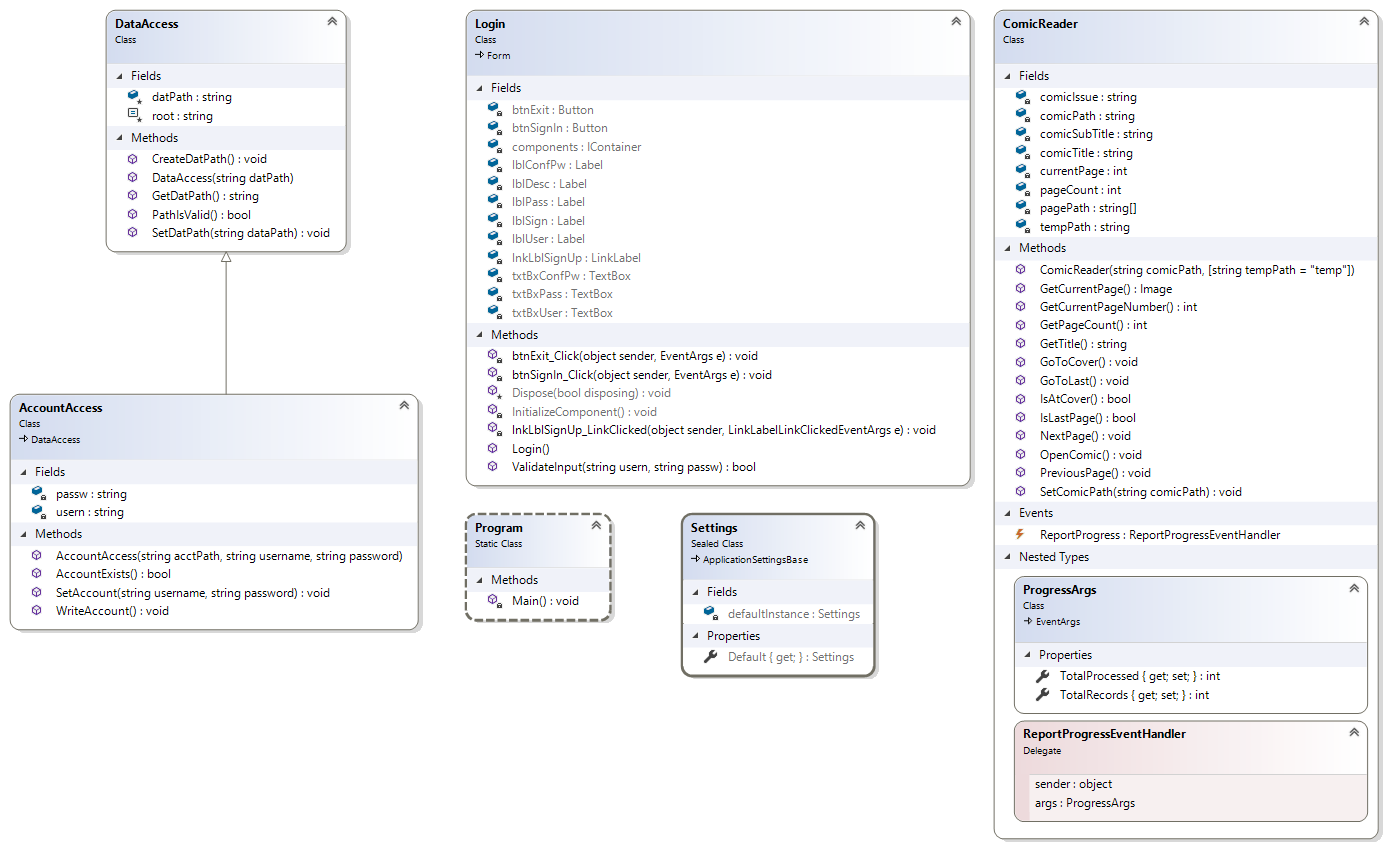 DataAccess
Class
Fields
datPath : string
root : string
Methods
CreateDatPath() : void
DataAccess(string datPath)
GetDatPath() : string
PathIsValid() : bool
SetDatPath(string dataPath) : void
AccountAccess
Class
DataAccess
Fields
passw : string
usern : string
Methods
AccountAccess(string acctPath, string username, string password)
AccountExists() : bool
SetAccount(string username, string password) : void
WriteAccount() : void
Login
Class
Form
Fields
btnExit : Button
btnSignIn : Button
components : IContainer
lblConfPw : Label
lblDesc : Label
lblPass : Label
lblSign : Label
lblUser : Label
lnkLblSignUp : LinkLabel
txtBxConfPw : TextBox
txtBxPass : TextBox
txtBxUser : TextBox
Methods
btnExit_Click(object sender, EventArgs e) : void
btnSignIn_Click(object sender, EventArgs e) : void
Dispose(bool disposing) : void
InitializeComponent() : void
lnkLblSignUp_LinkClicked(object sender, LinkLabelLinkClickedEventArgs e) : void
Login()
ValidateInput(string usern, string passw) : bool
Program
Static Class
Methods
Main() : void
Settings
Sealed Class
ApplicationSettingsBase
Fields
defaultInstance : Settings
Properties
Default { get; } : Settings
ComicReader
Class
Fields
comicIssue : string
comicPath : string
comicSubTitle : string
comicTitle : string
currentPage : int
pageCount : int
pagePath : string[]
tempPath : string
Methods
ComicReader(string comicPath, [string tempPath = "temp"])
GetCurrentPage() : Image
GetCurrentPageNumber() : int
GetPageCount() : int
GetTitle() : string
GoToCover() : void
GoToLast() : void
IsAtCover() : bool
IsLastPage() : bool
NextPage() : void
OpenComic() : void
PreviousPage() : void
SetComicPath(string comicPath) : void
Events
ReportProgress : ReportProgressEventHandler
Nested Types
ProgressArgs
Class
EventArgs
Properties
TotalProcessed { get; set; } : int
TotalRecords { get; set; } : int
ReportProgressEventHandler
Delegate
sender : object
args : ProgressArgs